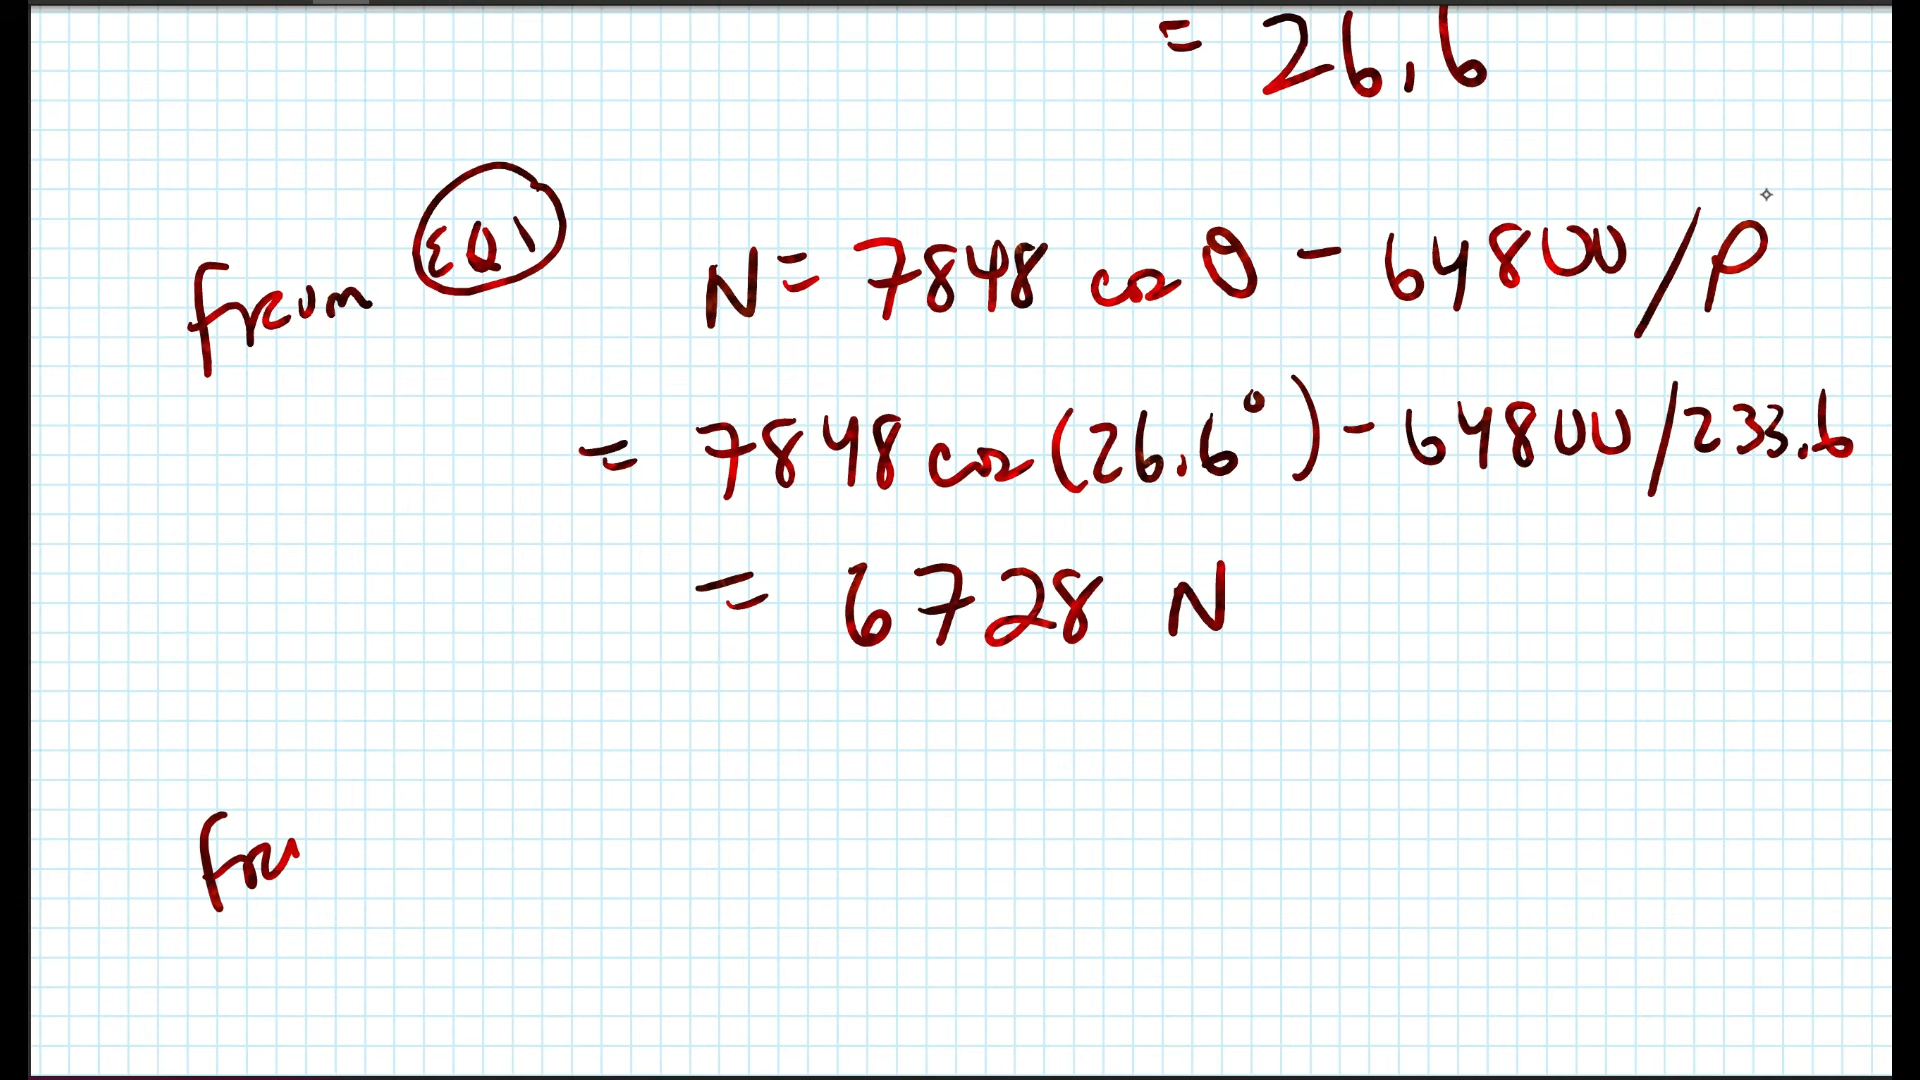 = 26.6
from EQ1 N = 7848 cos θ - 64800/ρ
= 7848 cos (26.6°) - 64800/233.6
= 6728 N
fro